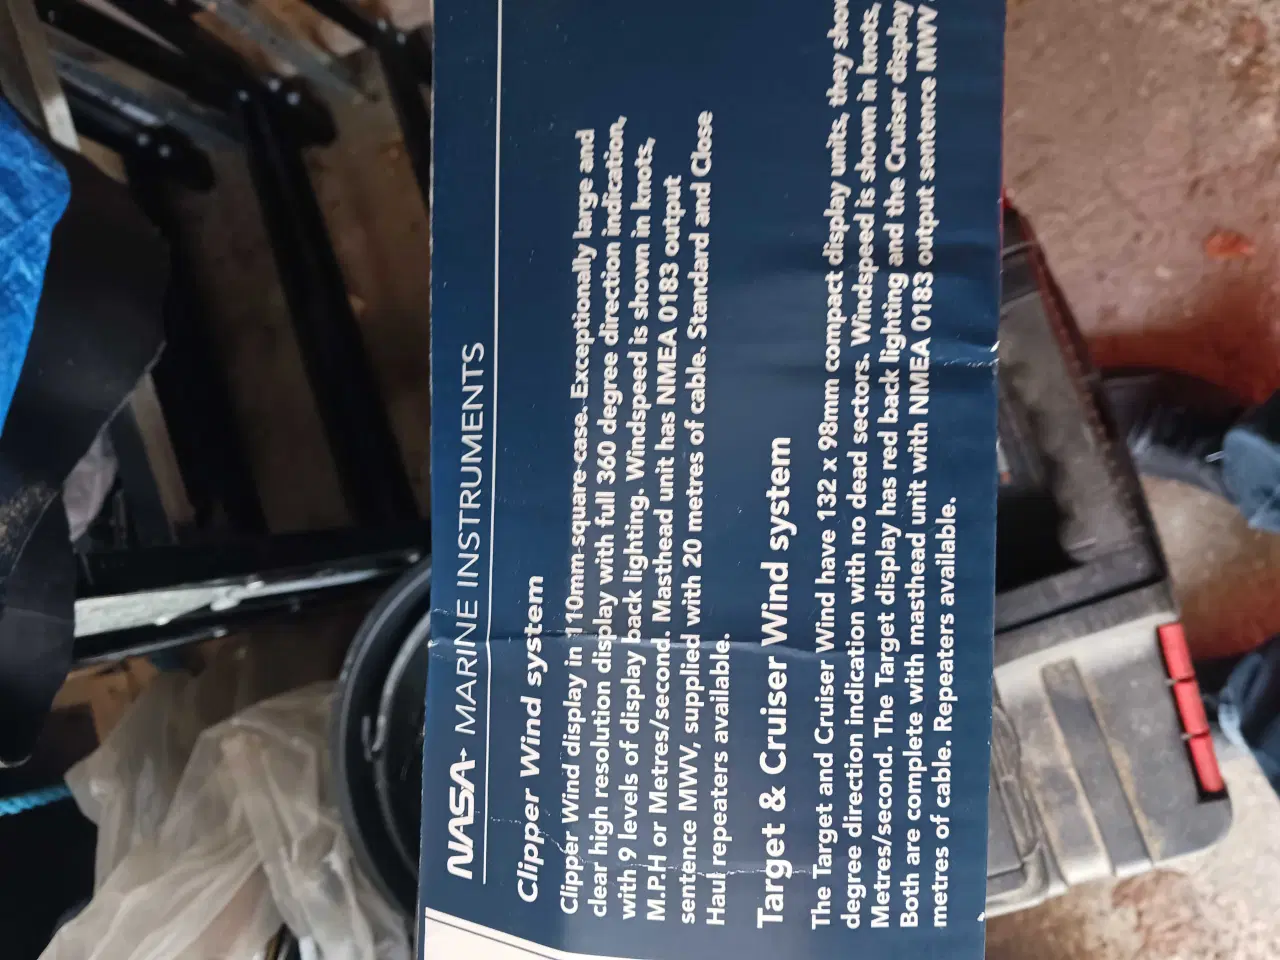 NASA MARINE INSTRUMENTS
Clipper Wind system
Clipper Wind display in 110mm square case. Exceptionally large and
clear high resolution display with full 360 degree direction indication,
with 9 levels of display back lighting. Windspeed is shown in knots,
M.P.H or Metres/second. Masthead unit has NMEA 0183 output
sentence MWV, supplied with 20 metres of cable. Standard and Close
Haul repeaters available.
Target & Cruiser Wind system
The Target and Cruiser Wind have 132 x 98mm compact display units, they
degree direction indication with no dead sectors. Windspeed is shown in knots,
Metres/second. The Target display has red back lighting and the Cruiser display
Both are complete with masthead unit with NMEA 0183 output sentence MWV
metres of cable. Repeaters available.